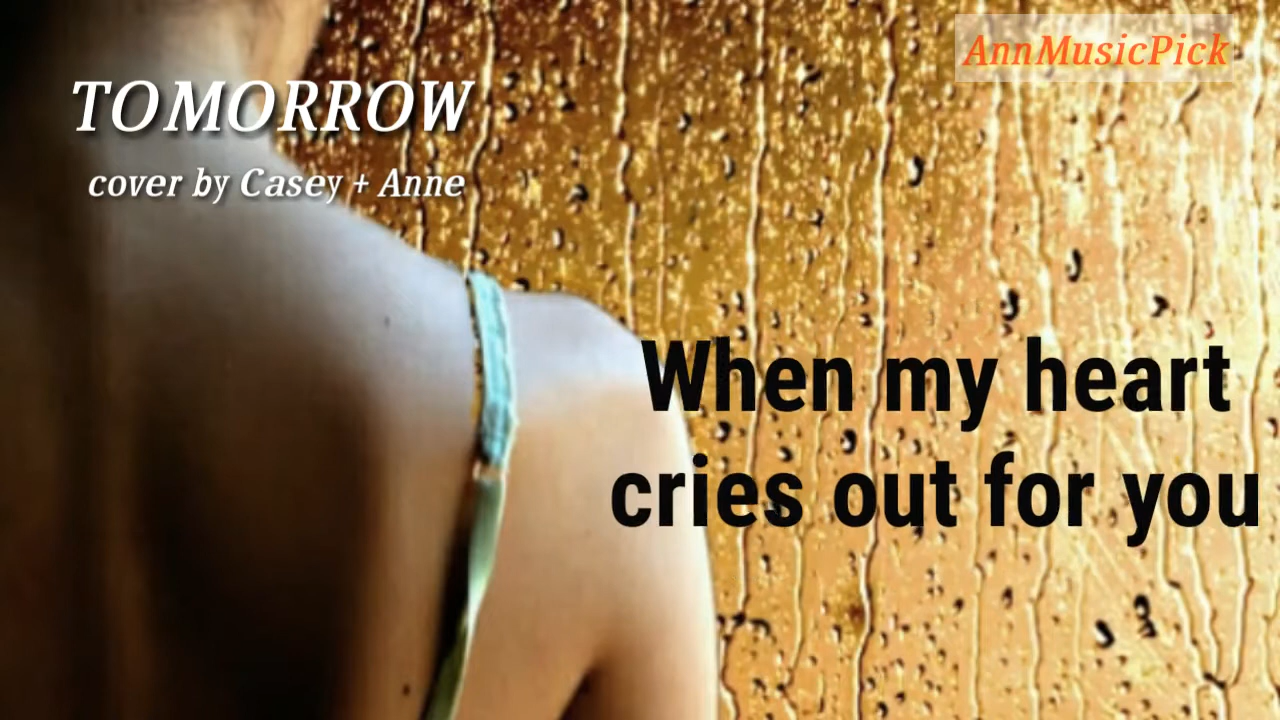 AnnMusicPick
TOMORROW
cover by Casey + Anne
When my heart
cries out for you